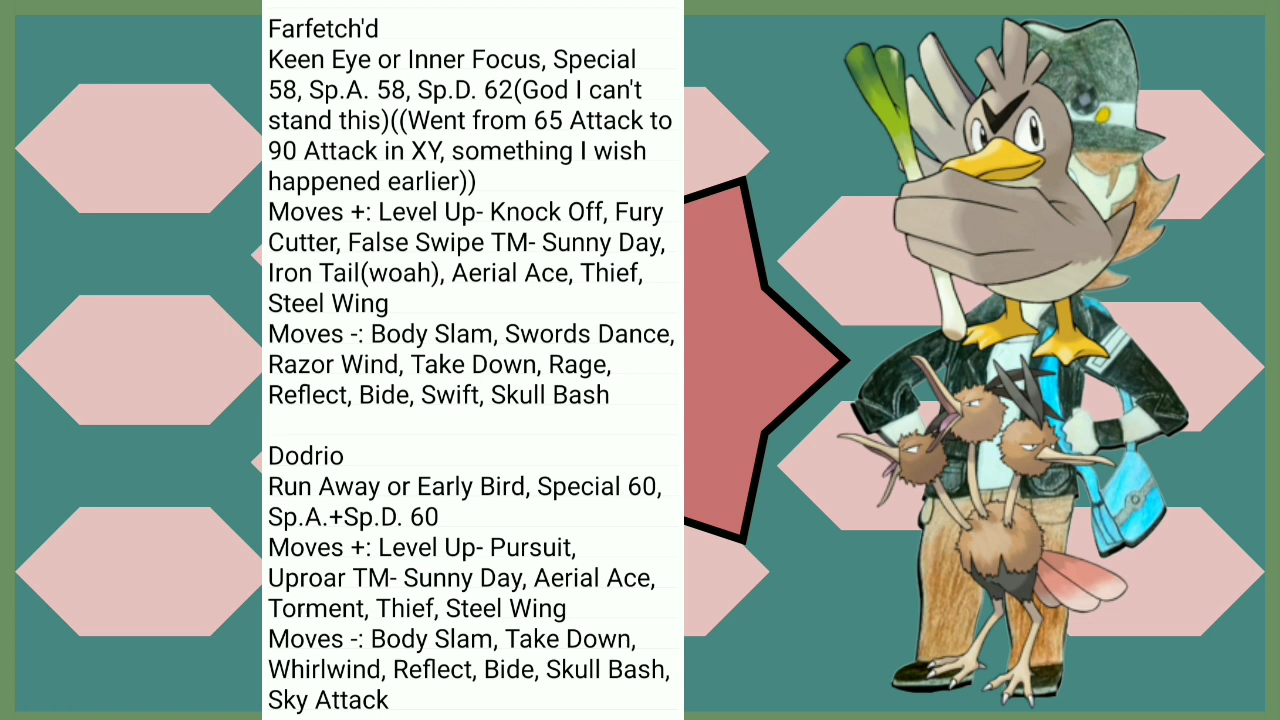 Farfetch'd
Keen Eye or Inner Focus, Special
58, Sp.A. 58, Sp.D. 62(God I can't
stand this)((Went from 65 Attack to
90 Attack in XY, something I wish
happened earlier))
Moves +: Level Up- Knock Off, Fury
Cutter, False Swipe TM- Sunny Day,
Iron Tail(woah), Aerial Ace, Thief,
Steel Wing
Moves -: Body Slam, Swords Dance,
Razor Wind, Take Down, Rage,
Reflect, Bide, Swift, Skull Bash
Dodrio
Run Away or Early Bird, Special 60,
Sp.A.+Sp.D. 60
Moves +: Level Up- Pursuit,
Uproar TM- Sunny Day, Aerial Ace,
Torment, Thief, Steel Wing
Moves -: Body Slam, Take Down,
Whirlwind, Reflect, Bide, Skull Bash,
Sky Attack